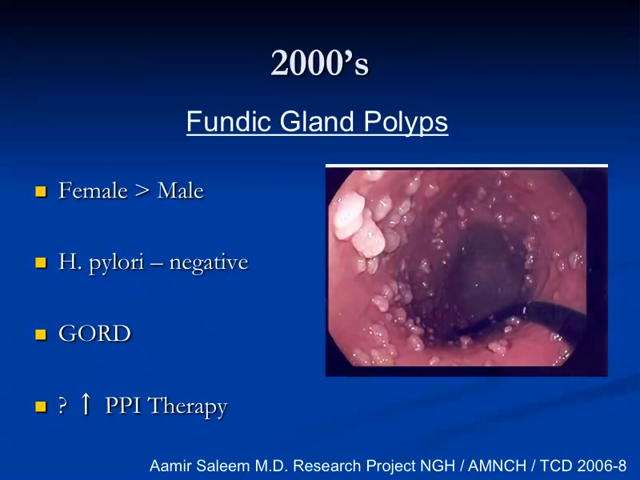 2000's
Fundic Gland Polyps
Female > Male
H. pylori – negative
GORD
? ↑ PPI Therapy
Aamir Saleem M.D. Research Project NGH / AMNCH / TCD 2006-8